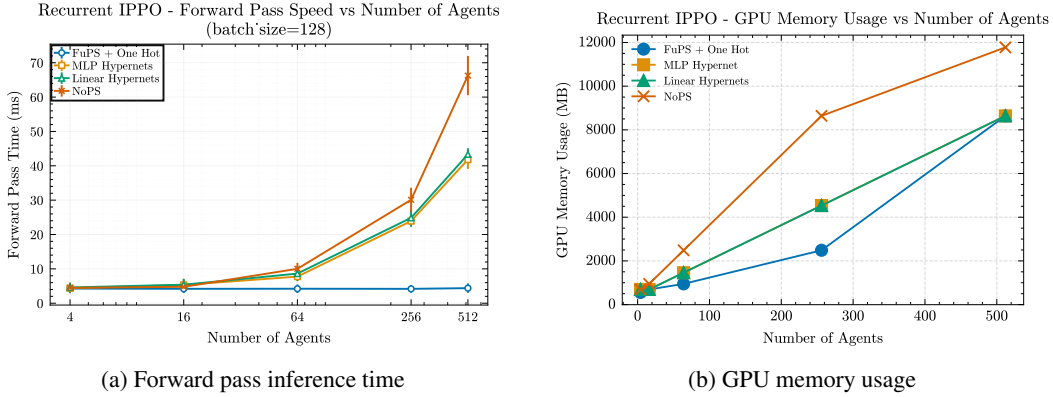 Recurrent IPPO - Forward Pass Speed vs Number of Agents
(batch size=128)
FuPS + One Hot
MLP Hypernets
Linear Hypernets
NoPS
Forward Pass Time (ms)
70
60
50
40
30
20
10
0
4
16
64
256
512
Number of Agents
(a) Forward pass inference time
Recurrent IPPO - GPU Memory Usage vs Number of Agents
FuPS + One Hot
MLP Hypernet
Linear Hypernets
NoPS
GPU Memory Usage (MB)
12000
10000
8000
6000
4000
2000
0
0
100
200
300
400
500
Number of Agents
(b) GPU memory usage